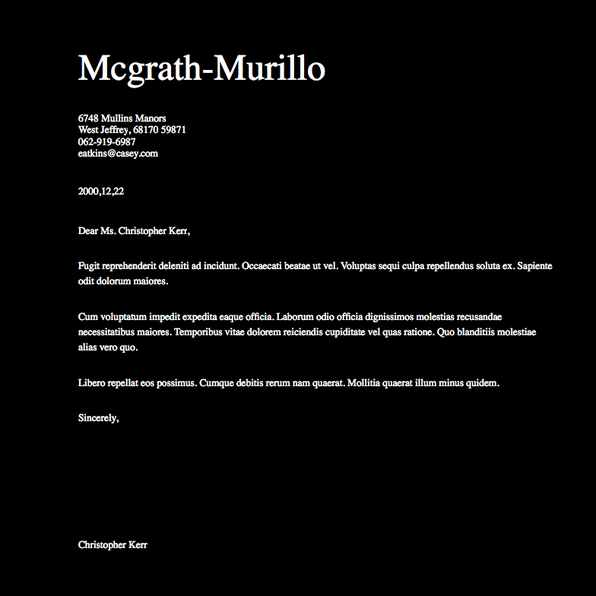 Mcgrath-Murillo
6748 Mullins Manors
West Jeffrey, 68170 59871
062-919-6987
eatkins@casey.com
2000,12,22
Dear Ms. Christopher Kerr,
Fugit reprehenderit deleniti ad incidunt. Occaecati beatae ut vel. Voluptas sequi culpa repellendus soluta ex. Sapiente
odit dolorum maiores.
Cum voluptatum impedit expedita eaque officia. Laborum odio officia dignissimos molestias recusandae
necessitatibus maiores. Temporibus vitae dolorem reiciendis cupiditate vel quas ratione. Quo blanditiis molestiae
alias vero quo.
Libero repellat eos possimus. Cumque debitis rerum nam quaerat. Mollitia quaerat illum minus quidem.
Sincerely,
Christopher Kerr